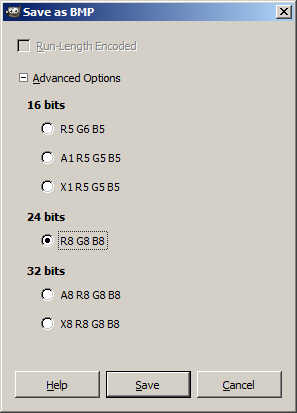 Save as BMP
Run-Length Encoded
Advanced Options
16 bits
R5 G6 B5
A1 R5 G5 B5
X1 R5 G5 B5
24 bits
R8 G8 B8
32 bits
A8 R8 G8 B8
X8 R8 G8 B8
Help Save Cancel